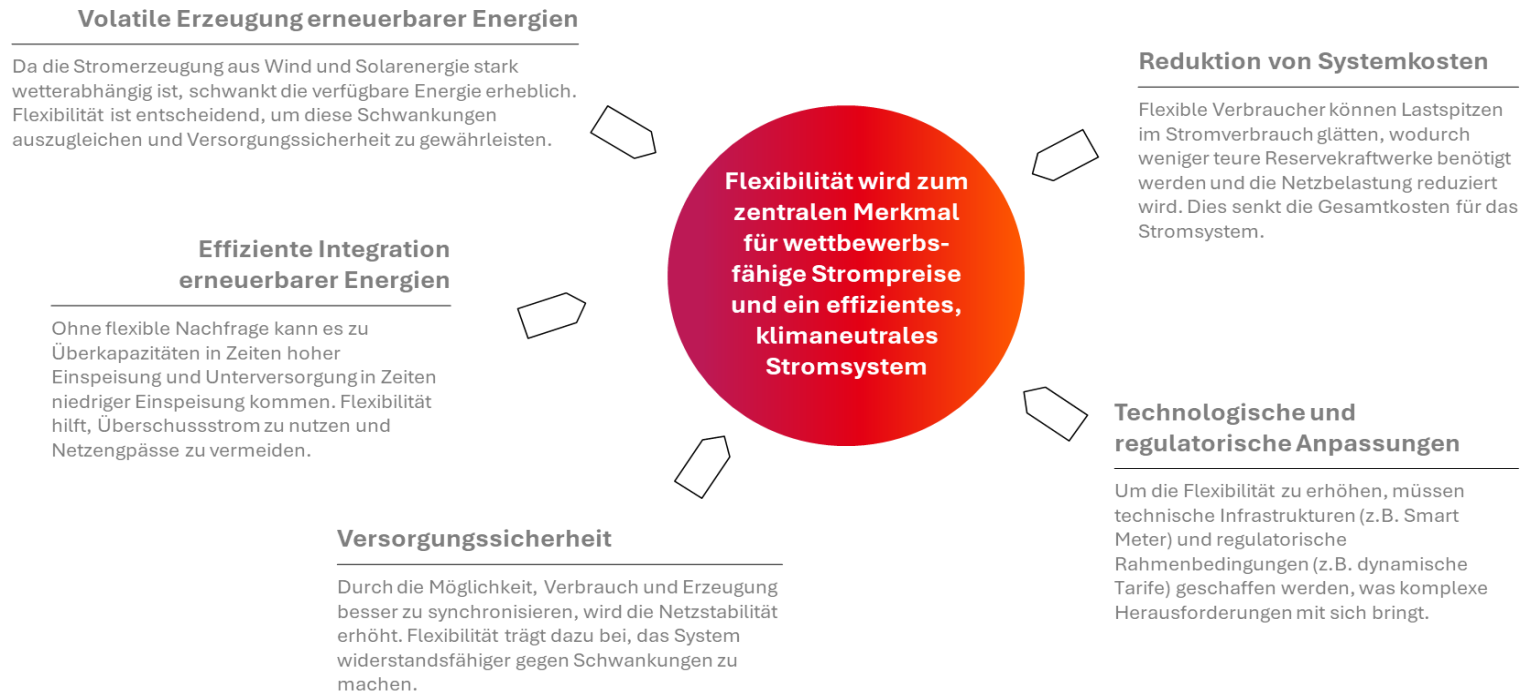 Volatile Erzeugung erneuerbarer Energien
Da die Stromerzeugung aus Wind und Solarenergie stark
wetterabhängig ist, schwankt die verfügbare Energie erheblich.
Flexibilität ist entscheidend, um diese Schwankungen
auszugleichen und Versorgungssicherheit zu gewährleisten.
Effiziente Integration
erneuerbarer Energien
Ohne flexible Nachfrage kann es zu
Überkapazitäten in Zeiten hoher
Einspeisung und Unterversorgung in Zeiten
niedriger Einspeisung kommen. Flexibilität
hilft, Überschussstrom zu nutzen und
Netzengpässe zu vermeiden.
Versorgungssicherheit
Durch die Möglichkeit, Verbrauch und Erzeugung
besser zu synchronisieren, wird die Netzstabilität
erhöht. Flexibilität trägt dazu bei, das System
widerstandsfähiger gegen Schwankungen zu
machen.
Flexibilität wird zum
zentralen Merkmal
für wettbewerbs-
fähige Strompreise
und ein effizientes,
klimaneutrales
Stromsystem
Reduktion von Systemkosten
Flexible Verbraucher können Lastspitzen
im Stromverbrauch glätten, wodurch
weniger teure Reservekraftwerke benötigt
werden und die Netzbelastung reduziert
wird. Dies senkt die Gesamtkosten für das
Stromsystem.
Technologische und
regulatorische Anpassungen
Um die Flexibilität zu erhöhen, müssen
technische Infrastrukturen (z.B. Smart
Meter) und regulatorische
Rahmenbedingungen (z.B. dynamische
Tarife) geschaffen werden, was komplexe
Herausforderungen mit sich bringt.